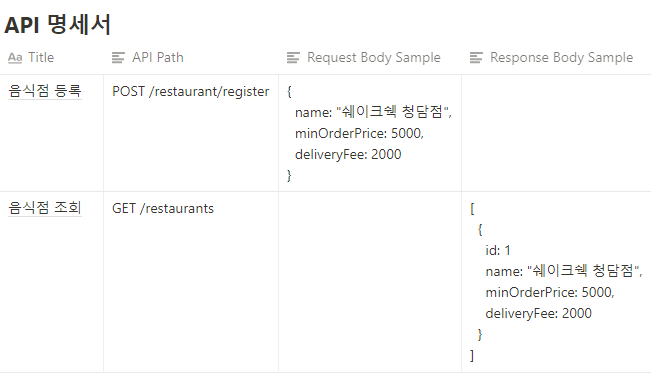 API 명세서
Aa Title
API Path
Request Body Sample
Response Body Sample
음식점 등록
POST /restaurant/register
{
name: "쉐이크쉑 청담점",
minOrderPrice: 5000,
deliveryFee: 2000
}
음식점 조회
GET /restaurants
[
{
id: 1
name: "쉐이크쉑 청담점",
minOrderPrice: 5000,
deliveryFee: 2000
}
]